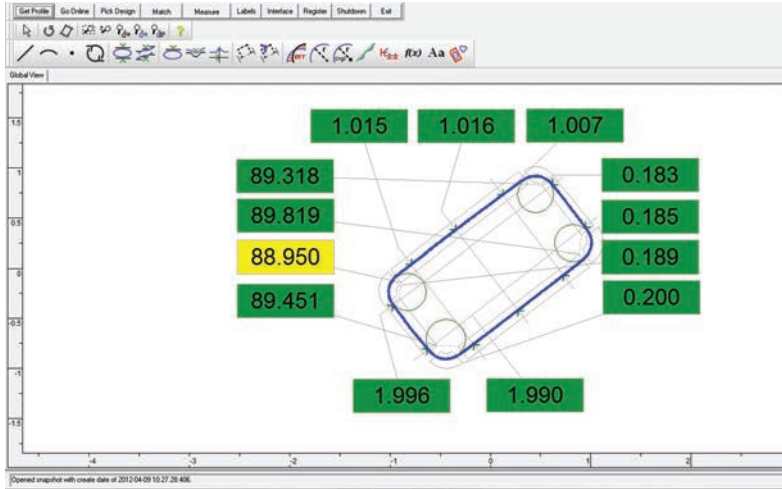 Get Profile Go Online Pick Design Match Measure Labels Interface Register Shutdown Exit
f(x) Aa
Global View
1.015 1.016 1.007
89.318 0.183
89.819 0.185
88.950 0.189
89.451 0.200
1.996 1.990
1.5
1
0.5
0
-0.5
-1
-1.5
-4 -3 -2 -1 0 1 2
Opened snapshot with create date of 2012-04-09 10.27.28.406.